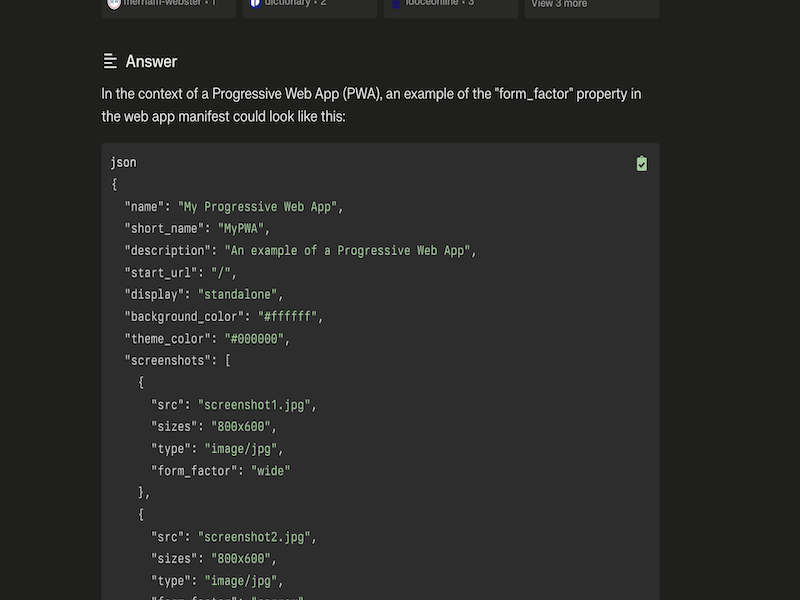 merriam-webster · 1
dictionary · 2
idoceonline · 3
View 3 more
Answer
In the context of a Progressive Web App (PWA), an example of the "form_factor" property in
the web app manifest could look like this:
json
{
"name": "My Progressive Web App",
"short_name": "MyPWA",
"description": "An example of a Progressive Web App",
"start_url": "/",
"display": "standalone",
"background_color": "#ffffff",
"theme_color": "#000000",
"screenshots": [
{
"src": "screenshot1.jpg",
"sizes": "800x600",
"type": "image/jpg",
"form_factor": "wide"
},
{
"src": "screenshot2.jpg",
"sizes": "800x600",
"type": "image/jpg",